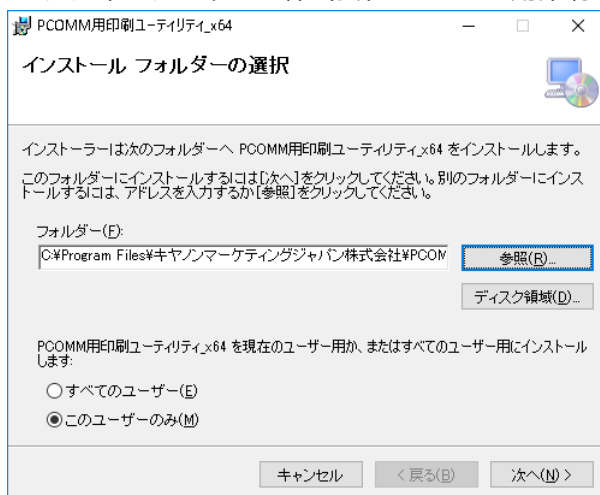 PCOMM用印刷ユーティリティ_x64
インストール フォルダーの選択
インストーラーは次のフォルダーへ PCOMM用印刷ユーティリティ_x64 をインストールします。
このフォルダーにインストールするには[次へ]をクリックしてください。別のフォルダーにインス
トールするには、アドレスを入力するか[参照]をクリックしてください。
フォルダー(F):
C:¥Program Files¥キヤノンマーケティングジャパン株式会社¥PCOM
参照(R)...
ディスク領域(D)...
PCOMM用印刷ユーティリティ_x64 を現在のユーザー用か、またはすべてのユーザー用にインストール
します:
すべてのユーザー(E)
このユーザーのみ(M)
キャンセル
< 戻る(B)
次へ(N) >